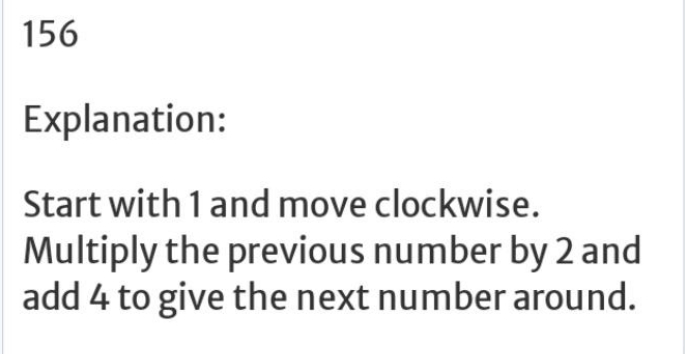 156
Explanation:
Start with 1 and move clockwise.
Multiply the previous number by 2 and
add 4 to give the next number around.